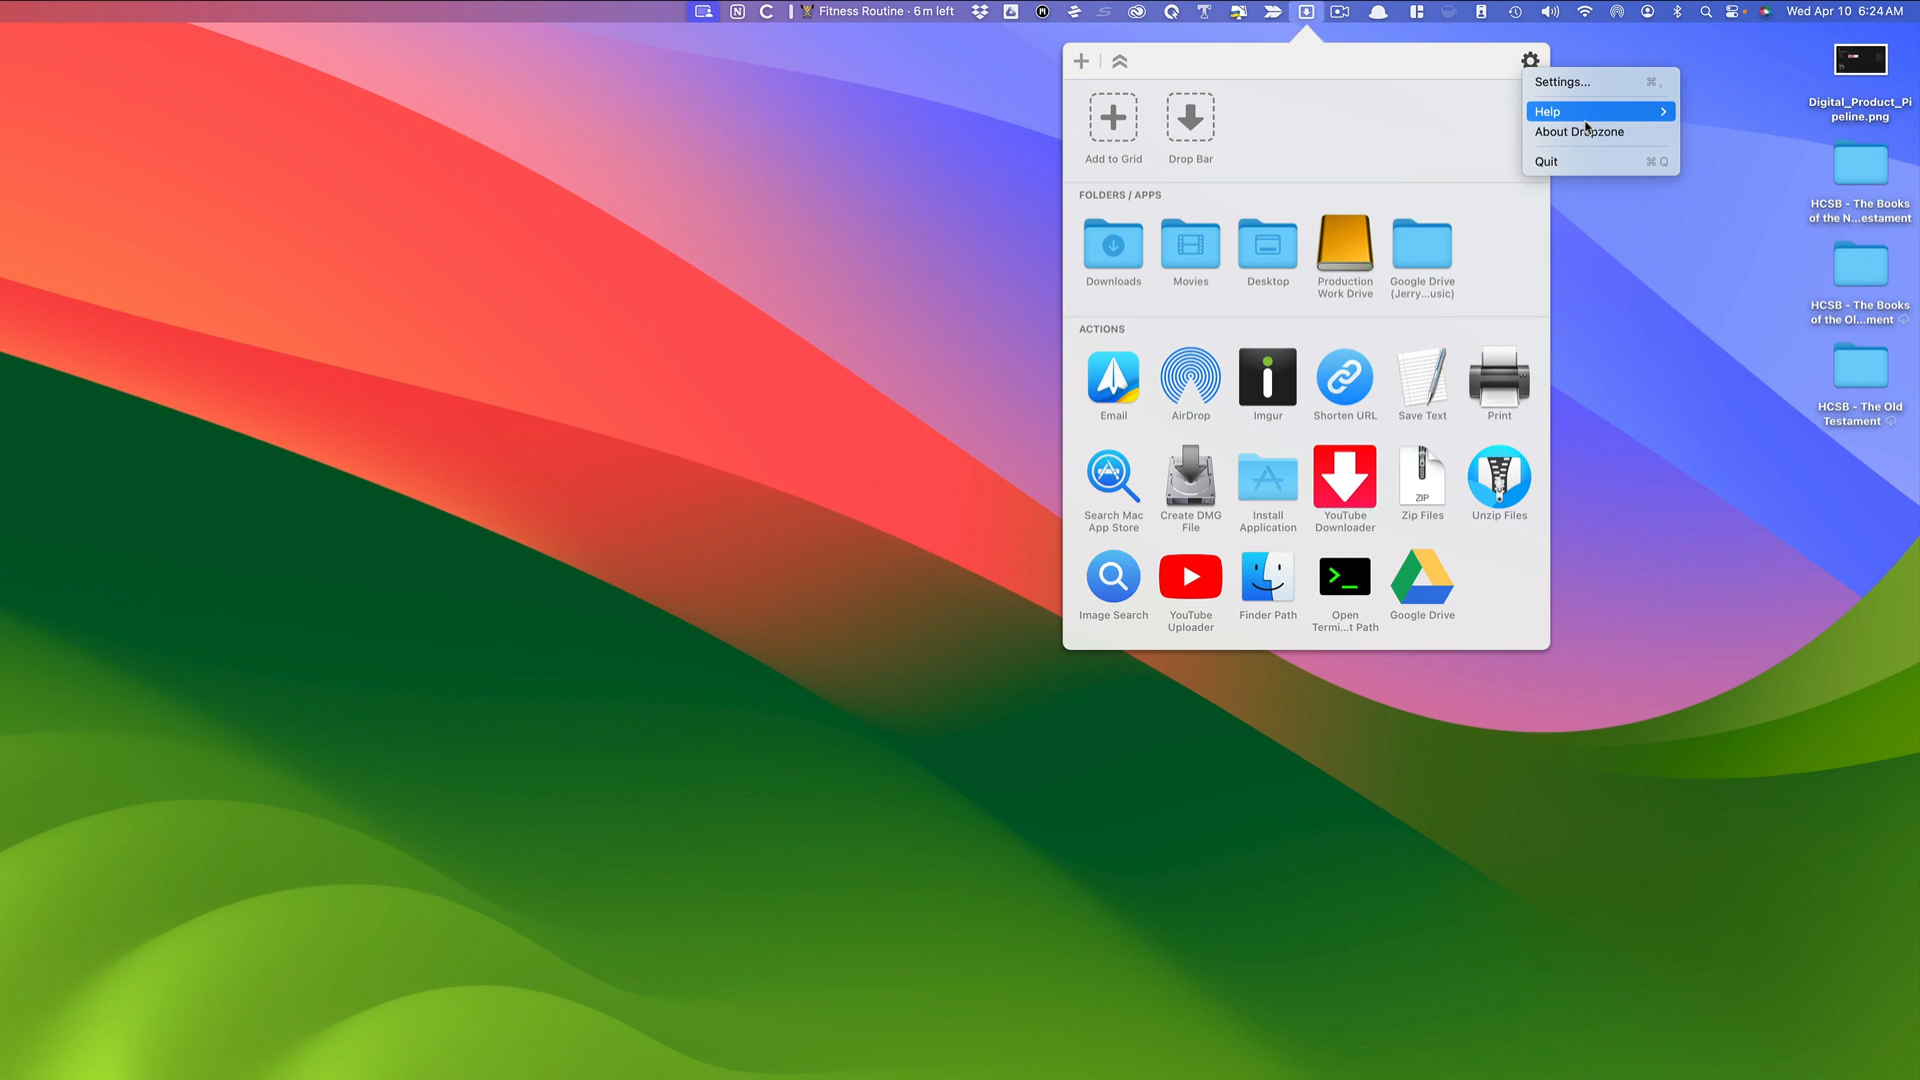 Fitness Routine · 6 m left
Wed Apr 10 6:24 AM
Settings... ⌘ ,
Help
About Dropzone
Quit ⌘ Q
Add to Grid
Drop Bar
FOLDERS / APPS
Downloads
Movies
Desktop
Production
Work Drive
Google Drive
(Jerry...usic)
ACTIONS
Email
AirDrop
Imgur
Shorten URL
Save Text
Print
Search Mac
App Store
Create DMG
File
Install
Application
YouTube
Downloader
ZIP
Zip Files
Unzip Files
Image Search
YouTube
Uploader
Finder Path
>_
Open
Termi...t Path
Google Drive
Digital_Product_Pi
peline.png
HCSB - The Books
of the N...estament
HCSB - The Books
of the Ol...ment
HCSB - The Old
Testament